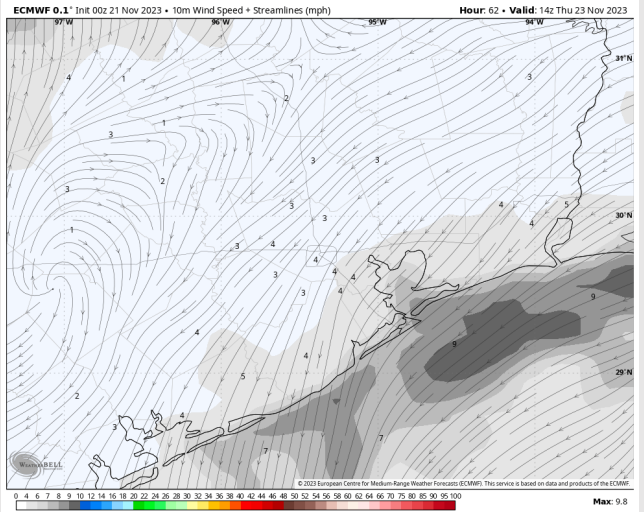 ECMWF 0.1° Init 00z 21 Nov 2023 • 10m Wind Speed + Streamlines (mph)
Hour: 62 • Valid: 14z Thu 23 Nov 2023
97°W 96°W 95°W 94°W
31°N
4 1 3
2
1
3
3 3
2
3
3 4 5
30°N
3 4
1
3 4
4
3 4 4
3 4
9
4
9
4
29°N
5
2
4
3
7
7
WEATHERBELL
© 2023 European Centre for Medium-Range Weather Forecasts (ECMWF). This service is based on data and products of the ECMWF.
0 4 6 7 8 9 10 12 14 16 18 20 22 24 26 28 30 32 34 36 38 40 42 44 46 48 50 52 54 56 58 60 62 64 66 68 70 75 80 85 90 95 100
Max: 9.8